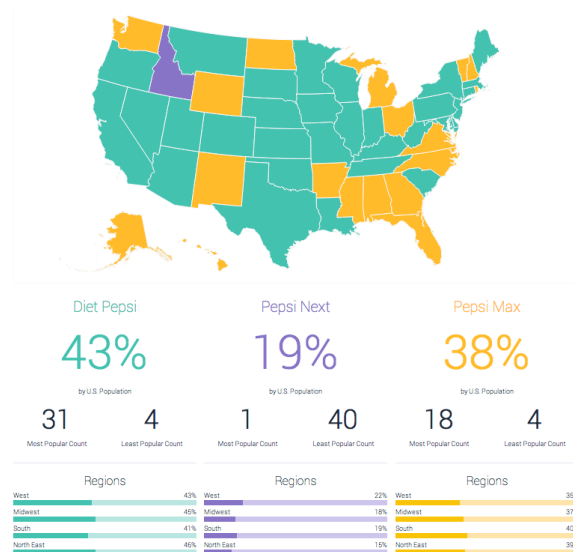 Diet Pepsi Pepsi Next Pepsi Max
43% 19% 38%
by U.S. Population by U.S. Population by U.S. Population
31 4 1 40 18 4
Most Popular Count Least Popular Count Most Popular Count Least Popular Count Most Popular Count Least Popular Count
Regions Regions Regions
West 43% West 22% West
Midwest 45% Midwest 18% Midwest
South 41% South 19% South
North East 46% North East 15% North East